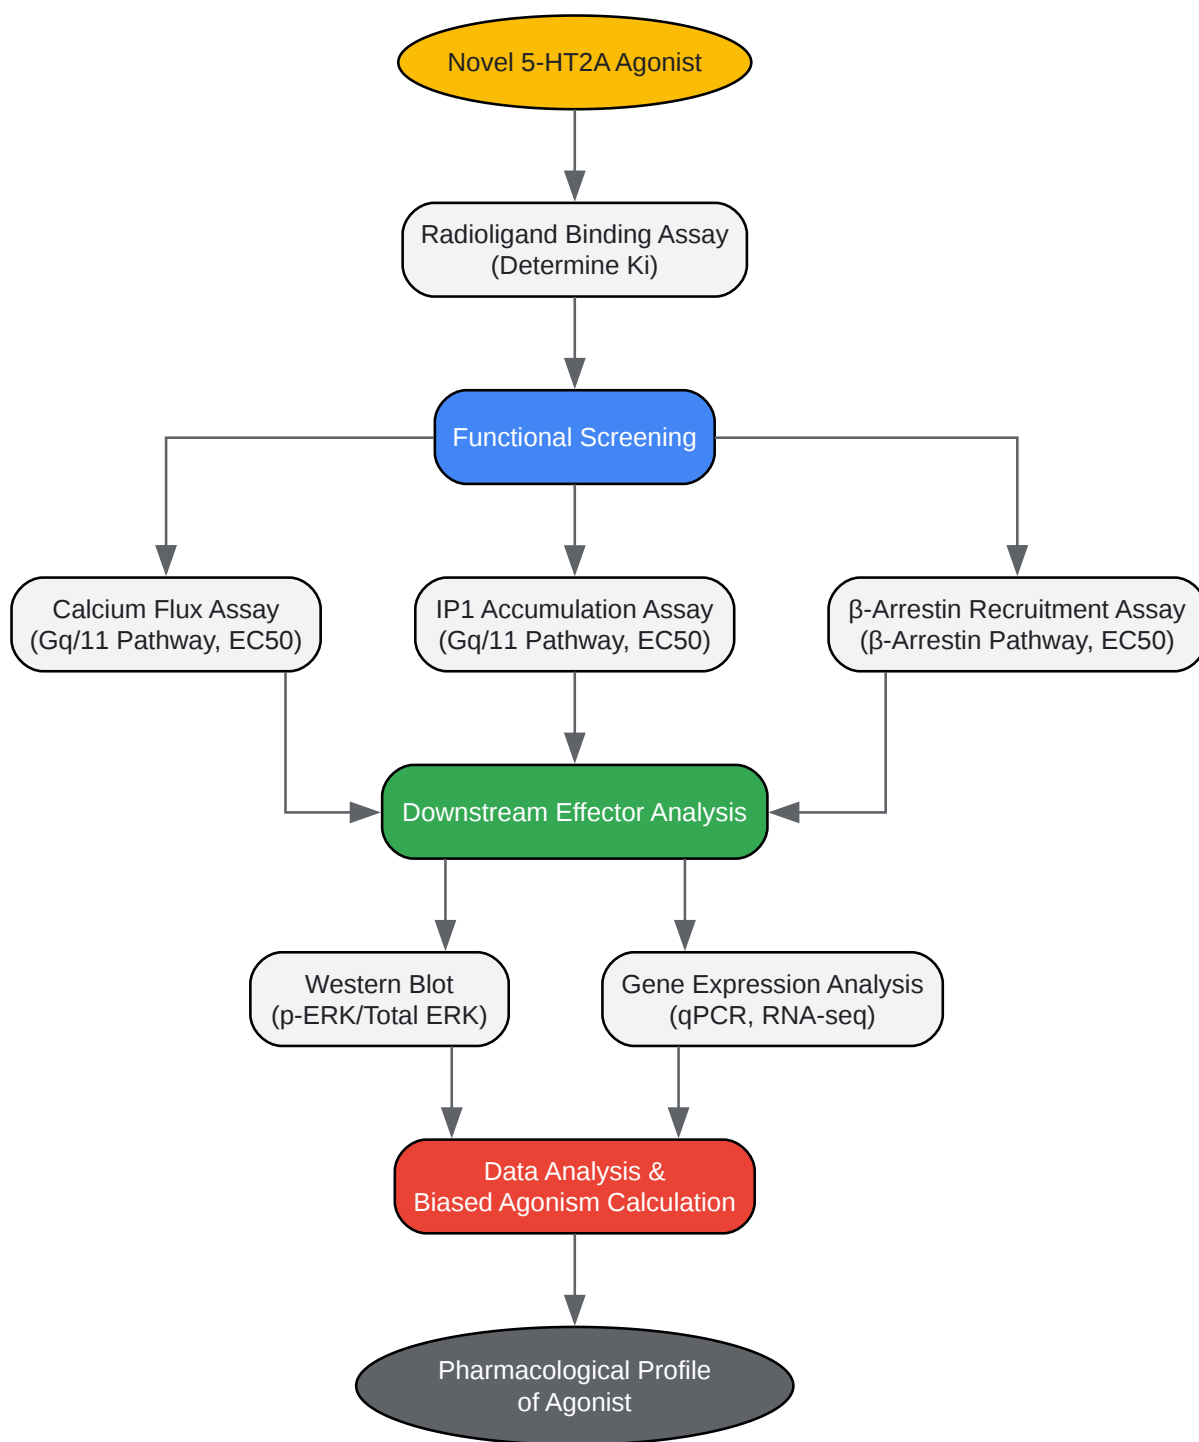 Novel 5-HT2A Agonist
Radioligand Binding Assay
(Determine Ki)
Functional Screening
Calcium Flux Assay
(Gq/11 Pathway, EC50)
IP1 Accumulation Assay
(Gq/11 Pathway, EC50)
β-Arrestin Recruitment Assay
(β-Arrestin Pathway, EC50)
Downstream Effector Analysis
Western Blot
(p-ERK/Total ERK)
Gene Expression Analysis
(qPCR, RNA-seq)
Data Analysis &
Biased Agonism Calculation
Pharmacological Profile
of Agonist